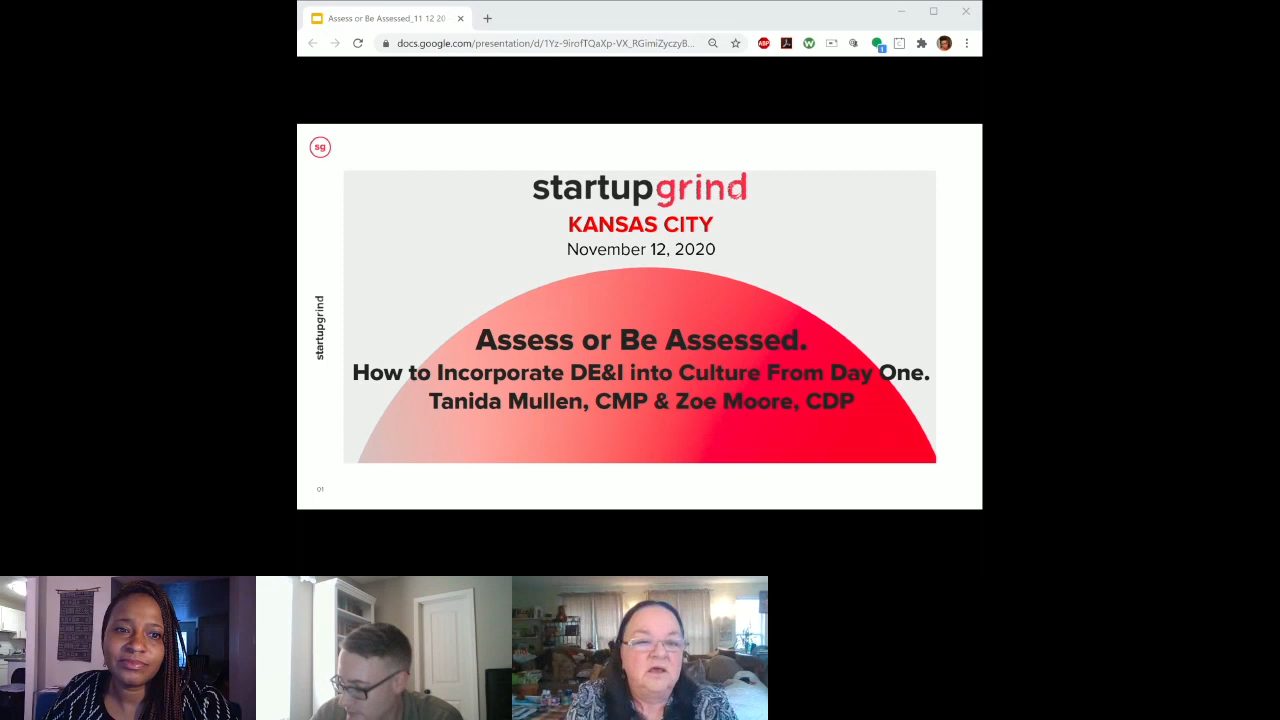 Assess or Be Assessed_11 12 20
docs.google.com/presentation/d/1Yz-9irofTQaXp-VX_RGimiZyczyB...
ABP
W
1
sg
startupgrind
KANSAS CITY
November 12, 2020
startupgrind
Assess or Be Assessed.
How to Incorporate DE&I into Culture From Day One.
Tanida Mullen, CMP & Zoe Moore, CDP
01